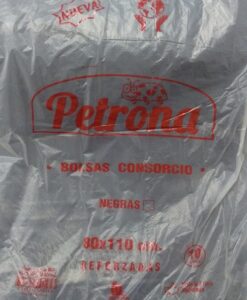 ¡NUEVA!
Petrona
• BOLSAS CONSORCIO •
NEGRAS
80x110 cm.
REFORZADAS